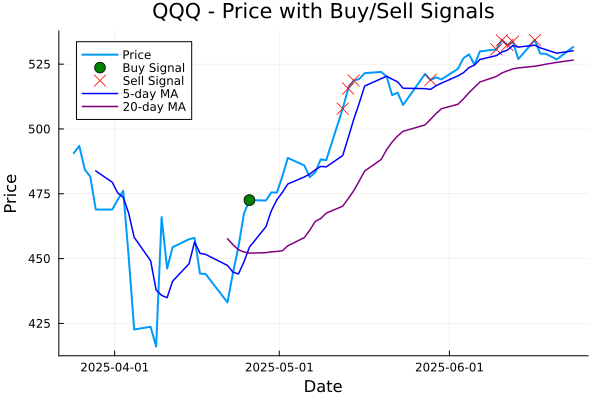 QQQ - Price with Buy/Sell Signals
Price
Buy Signal
Sell Signal
5-day MA
20-day MA
525
500
475
450
425
Price
2025-04-01
2025-05-01
2025-06-01
Date